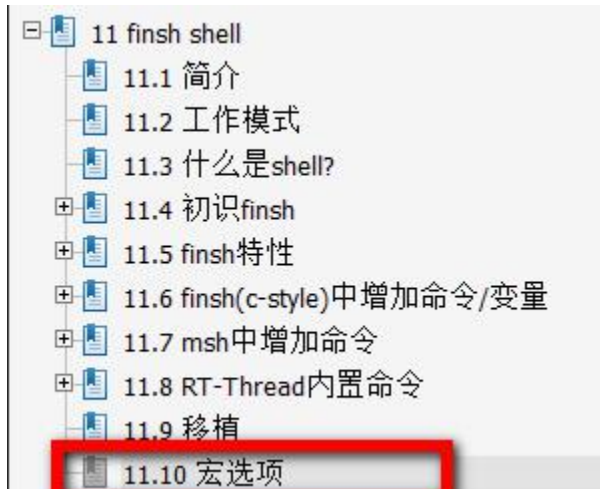 11 finsh shell
11.1 简介
11.2 工作模式
11.3 什么是shell?
11.4 初识finsh
11.5 finsh特性
11.6 finsh(c-style)中增加命令/变量
11.7 msh中增加命令
11.8 RT-Thread内置命令
11.9 移植
11.10 宏选项